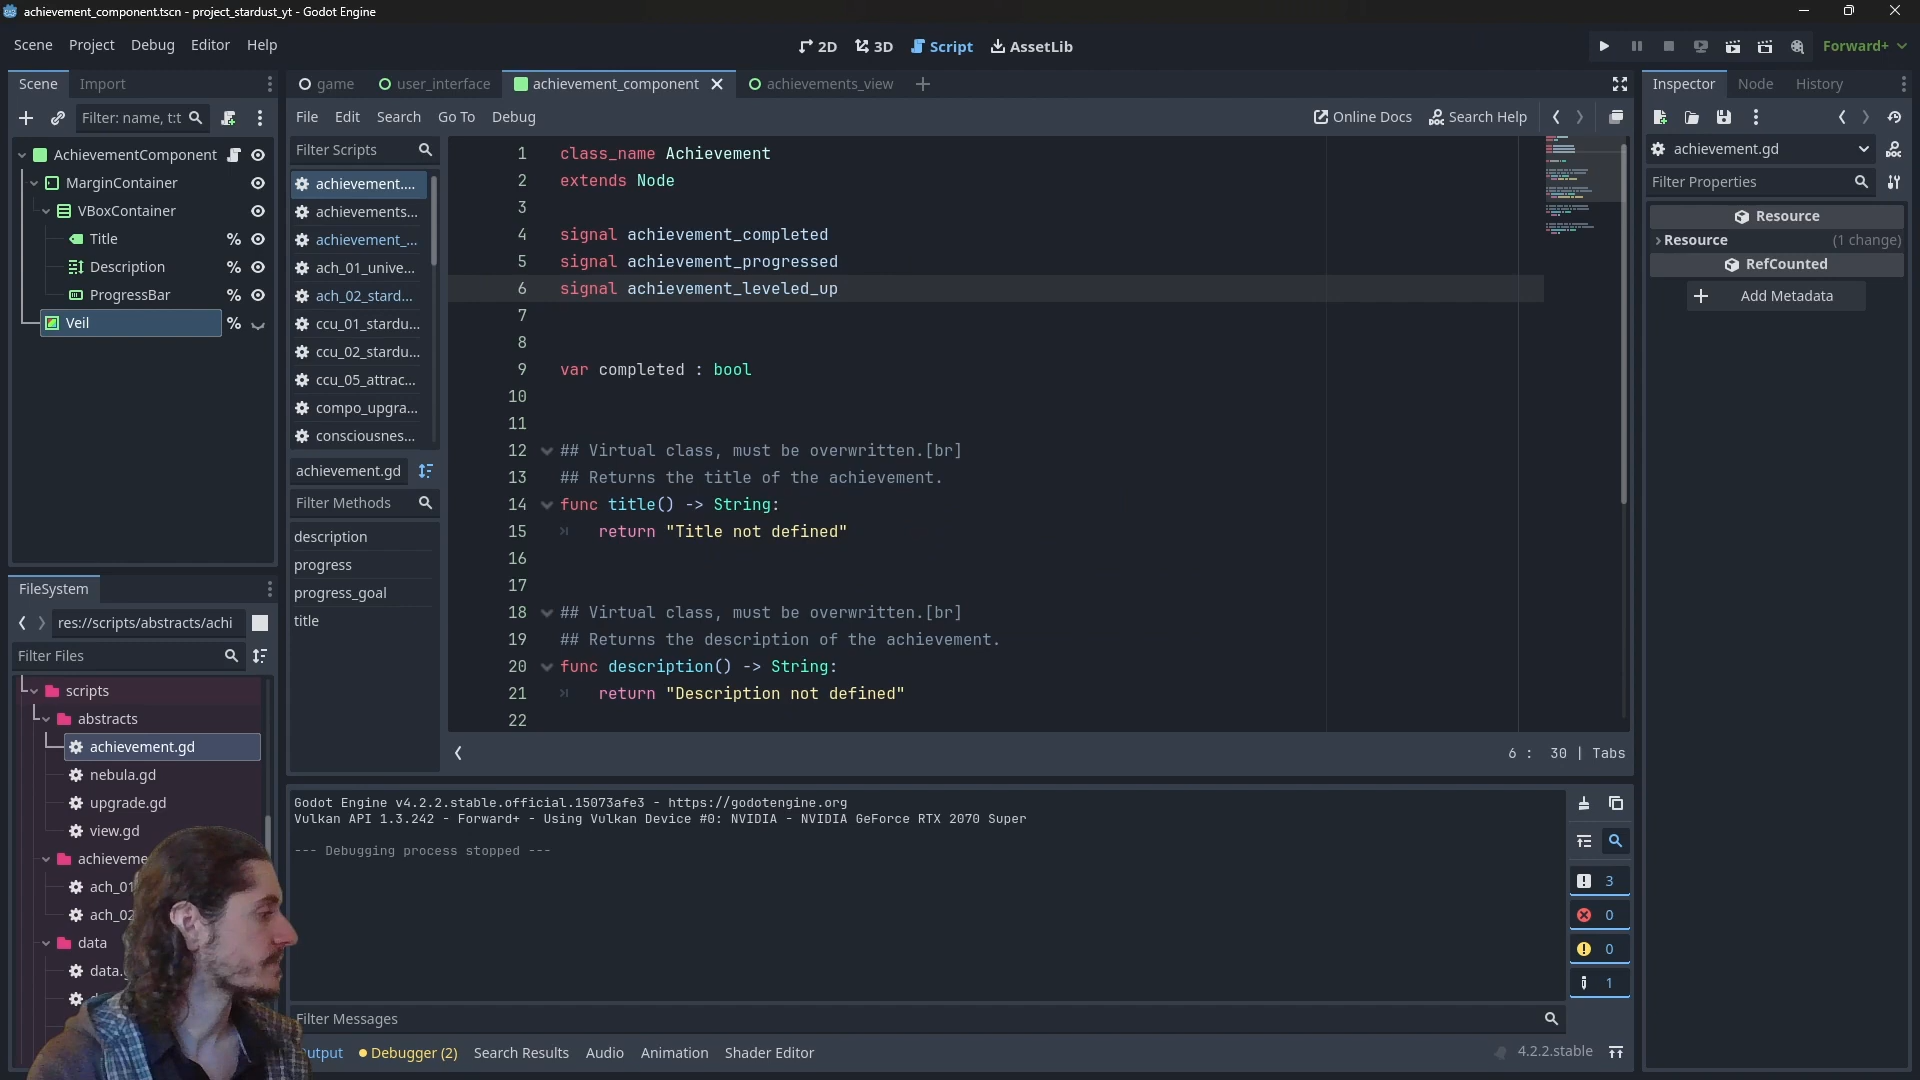 achievement_component.tscn - project_stardust_yt - Godot Engine
Scene Project Debug Editor Help
2D 3D Script AssetLib
Forward+
Scene Import
game user_interface achievement_component achievements_view
Inspector Node History
Filter: name, t:t
File Edit Search Go To Debug
Online Docs Search Help
AchievementComponent
MarginContainer
VBoxContainer
Title %
Description %
ProgressBar %
Veil %
Filter Scripts
achievement....
achievements...
achievement_...
ach_01_unive...
ach_02_stard...
ccu_01_stardu...
ccu_02_stardu...
ccu_05_attrac...
compo_upgra...
consciousnes...
achievement.gd
Filter Methods
description
progress
progress_goal
title
1 class_name Achievement
2 extends Node
3
4 signal achievement_completed
5 signal achievement_progressed
6 signal achievement_leveled_up
7
8
9 var completed : bool
10
11
12 ## Virtual class, must be overwritten.[br]
13 ## Returns the title of the achievement.
14 func title() -> String:
15 return "Title not defined"
16
17
18 ## Virtual class, must be overwritten.[br]
19 ## Returns the description of the achievement.
20 func description() -> String:
21 return "Description not defined"
22
6 : 30 | Tabs
achievement.gd
Filter Properties
Resource
Resource (1 change)
RefCounted
Add Metadata
FileSystem
res://scripts/abstracts/achi
Filter Files
scripts
abstracts
achievement.gd
nebula.gd
upgrade.gd
view.gd
achieveme
ach_01
ach_02
data
data.
Godot Engine v4.2.2.stable.official.15073afe3 - https://godotengine.org
Vulkan API 1.3.242 - Forward+ - Using Vulkan Device #0: NVIDIA - NVIDIA GeForce RTX 2070 Super
--- Debugging process stopped ---
3
0
0
1
Filter Messages
utput Debugger (2) Search Results Audio Animation Shader Editor
4.2.2.stable